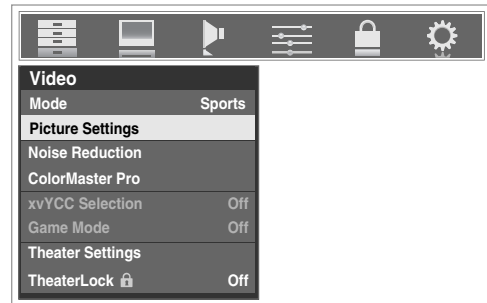 Video
Mode Sports
Picture Settings
Noise Reduction
ColorMaster Pro
xvYCC Selection Off
Game Mode Off
Theater Settings
TheaterLock Off